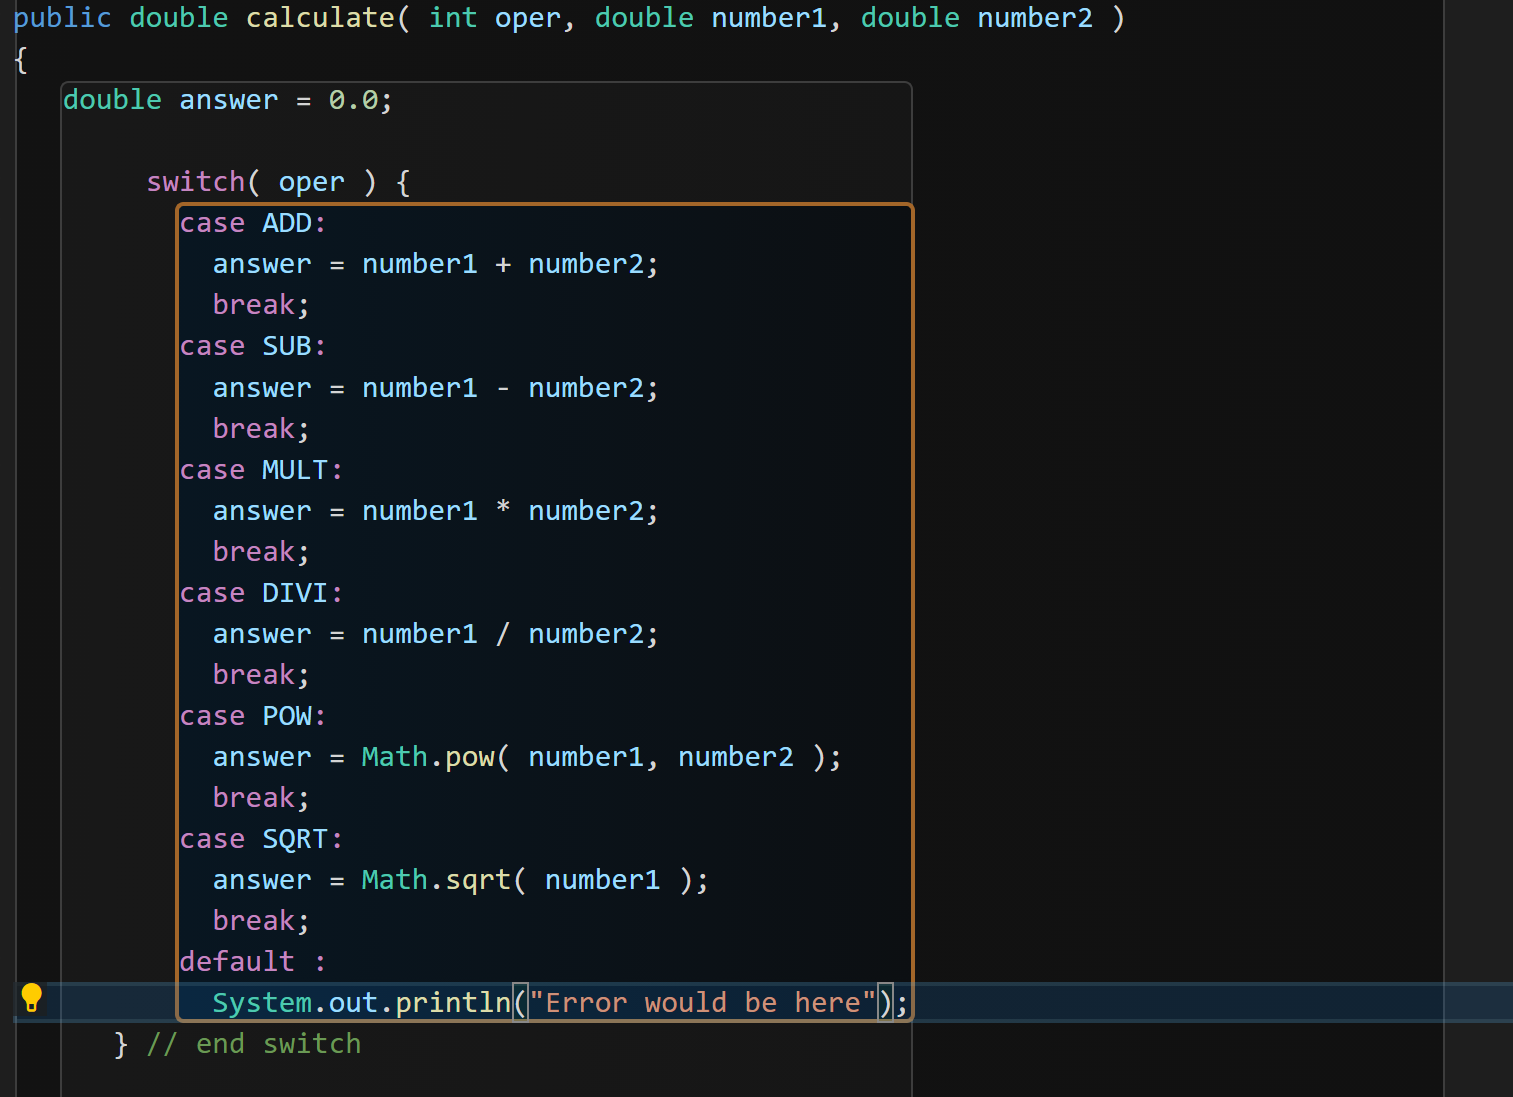 public double calculate( int oper, double number1, double number2 )
{
double answer = 0.0;
switch( oper ) {
case ADD:
answer = number1 + number2;
break;
case SUB:
answer = number1 - number2;
break;
case MULT:
answer = number1 * number2;
break;
case DIVI:
answer = number1 / number2;
break;
case POW:
answer = Math.pow( number1, number2 );
break;
case SQRT:
answer = Math.sqrt( number1 );
break;
default :
System.out.println("Error would be here");
} // end switch